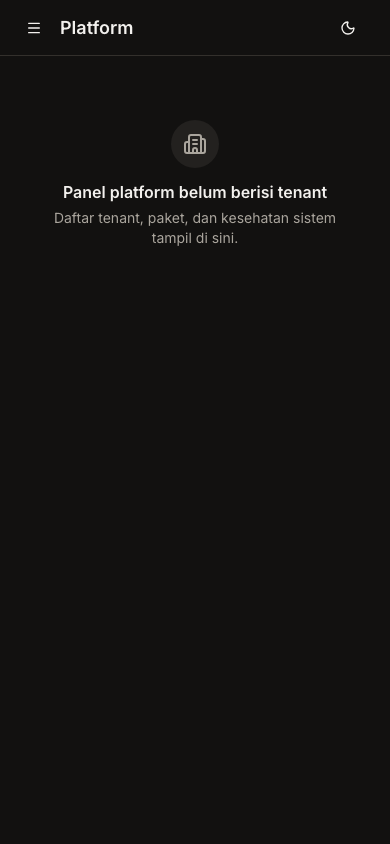 Platform
Panel platform belum berisi tenant
Daftar tenant, paket, dan kesehatan sistem
tampil di sini.